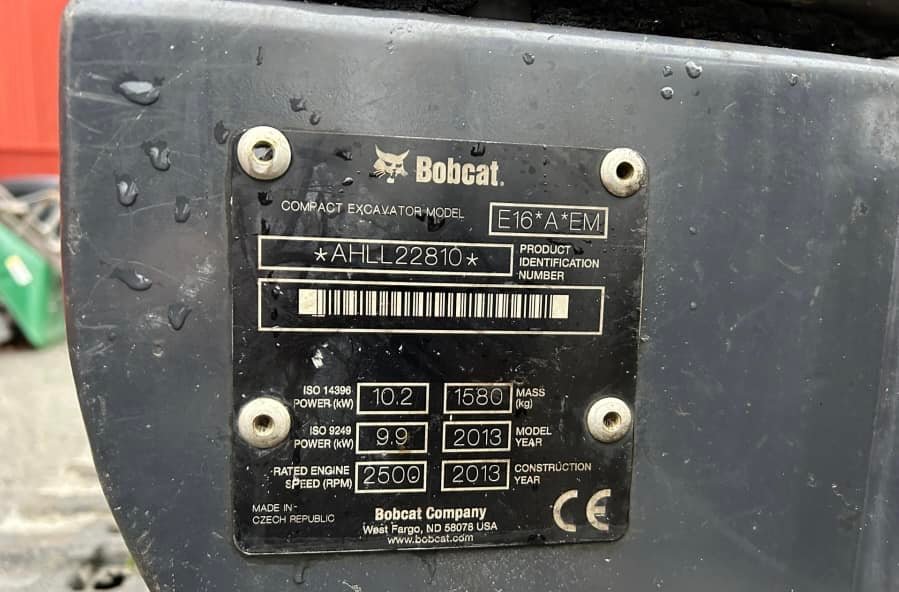 Bobcat.
COMPACT EXCAVATOR MODEL E16*A*EM
*AHLL22810* PRODUCT
IDENTIFICATION
NUMBER
ISO 14396
POWER (kW) 10.2 1580 MASS
(kg)
ISO 9249
POWER (kW) 9.9 2013 MODEL
YEAR
RATED ENGINE
SPEED (RPM) 2500 2013 CONSTRUCTION
YEAR
MADE IN
CZECH REPUBLIC
Bobcat Company
West Fargo, ND 58078 USA
www.bobcat.com
CE